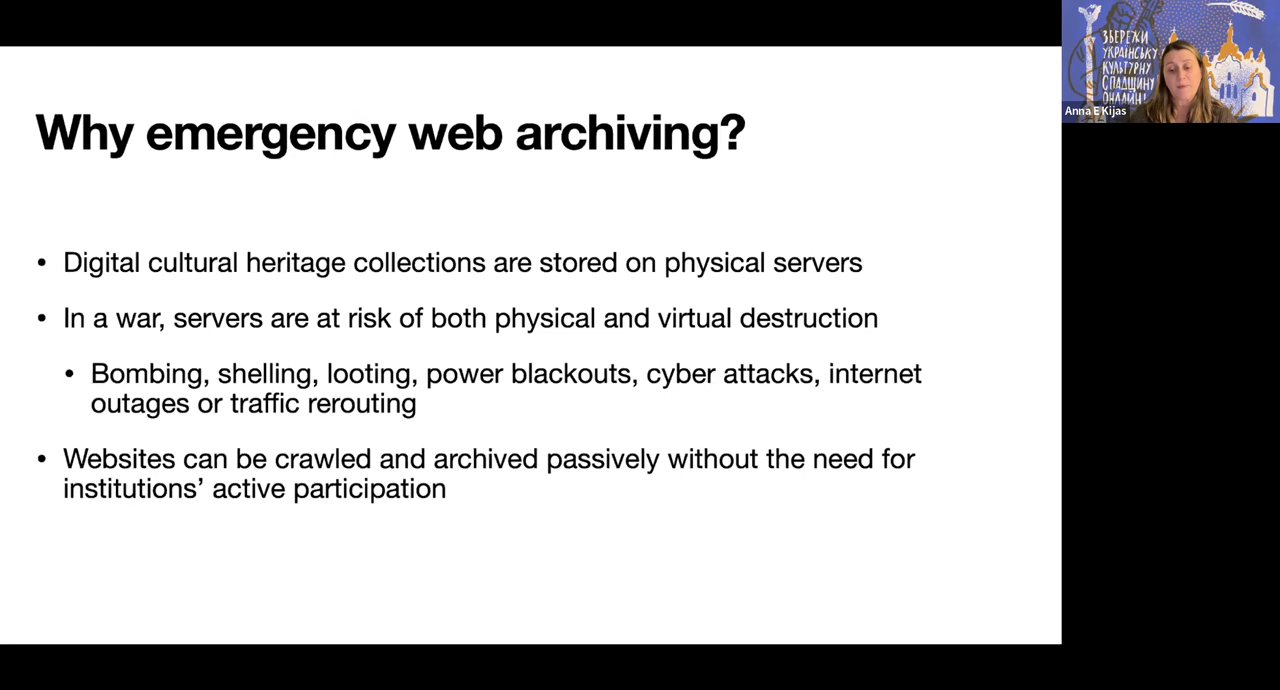 Why emergency web archiving?
• Digital cultural heritage collections are stored on physical servers
• In a war, servers are at risk of both physical and virtual destruction
• Bombing, shelling, looting, power blackouts, cyber attacks, internet
outages or traffic rerouting
• Websites can be crawled and archived passively without the need for
institutions’ active participation
ЗБЕРЕЖИ
УКРАЇНСЬКУ
КУЛЬТУРНУ
СПАДЩИНУ
ОНЛАЙН!
Anna E Kijas